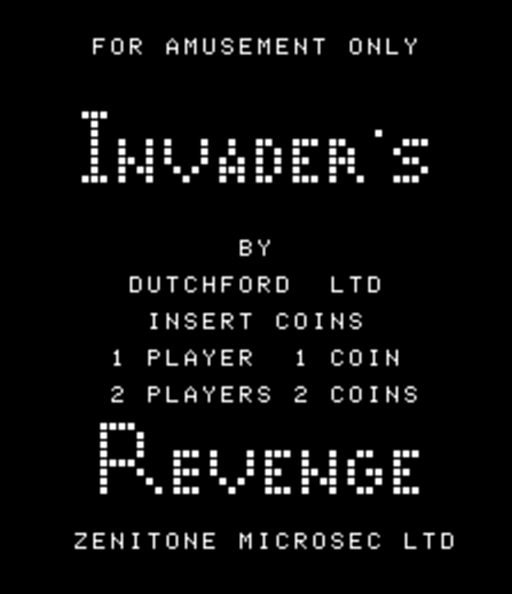 FOR AMUSEMENT ONLY
INVADER'S
BY
DUTCHFORD  LTD
INSERT COINS
1 PLAYER  1 COIN
2 PLAYERS 2 COINS
REVENGE
ZENITONE MICROSEC LTD